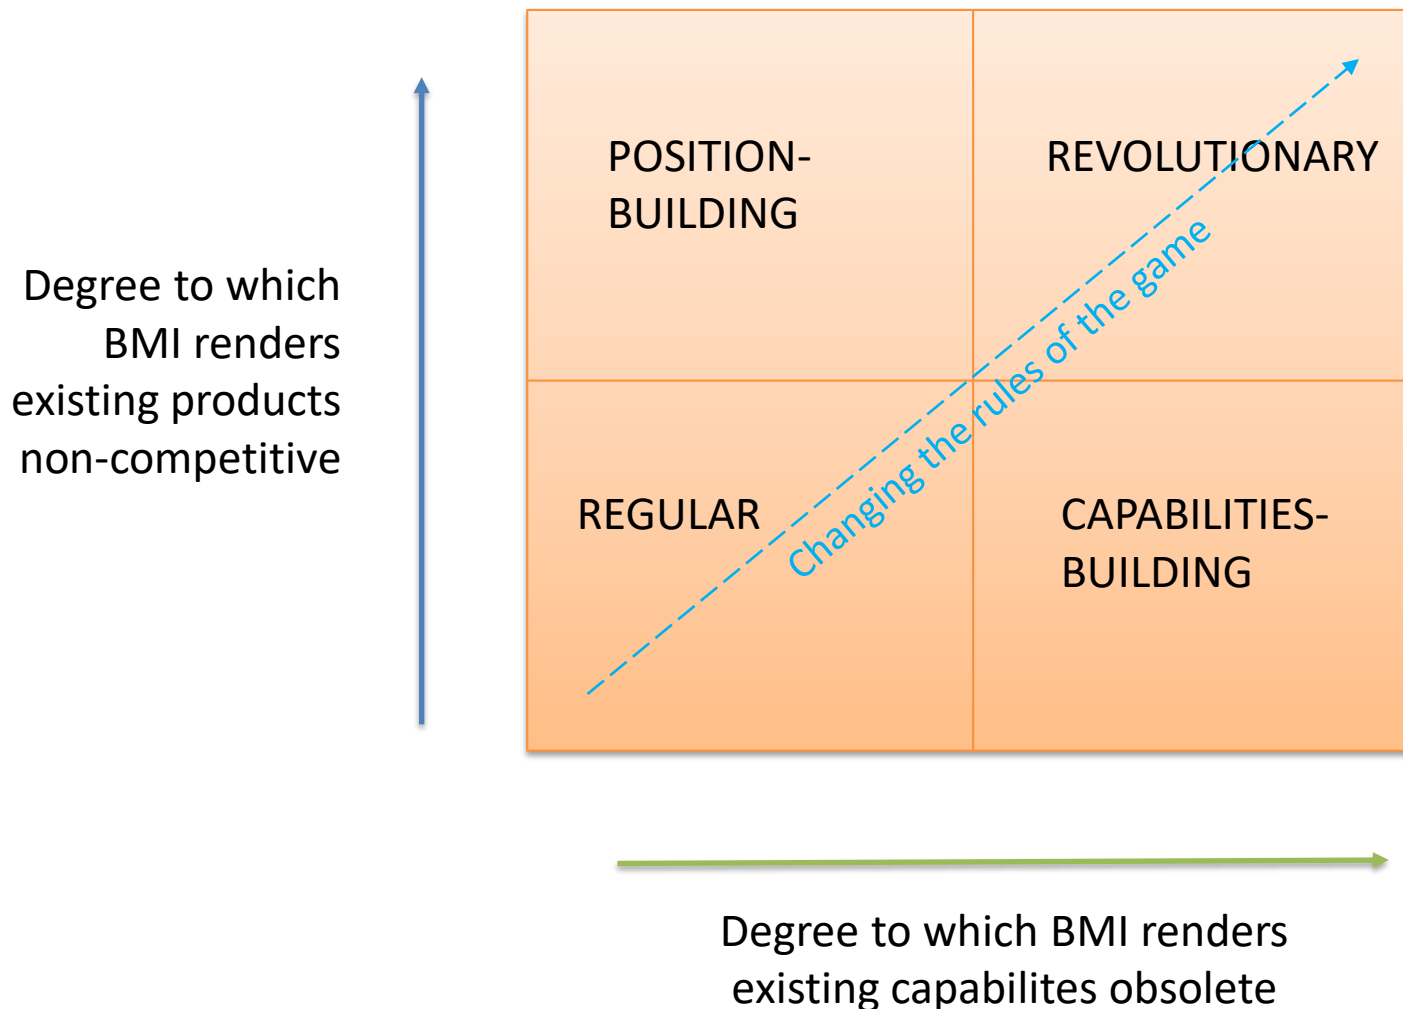 POSITION-
BUILDING
REVOLUTIONARY
Degree to which
BMI renders
existing products
non-competitive
Changing the rules of the game
REGULAR
CAPABILITIES-
BUILDING
Degree to which BMI renders
existing capabilites obsolete